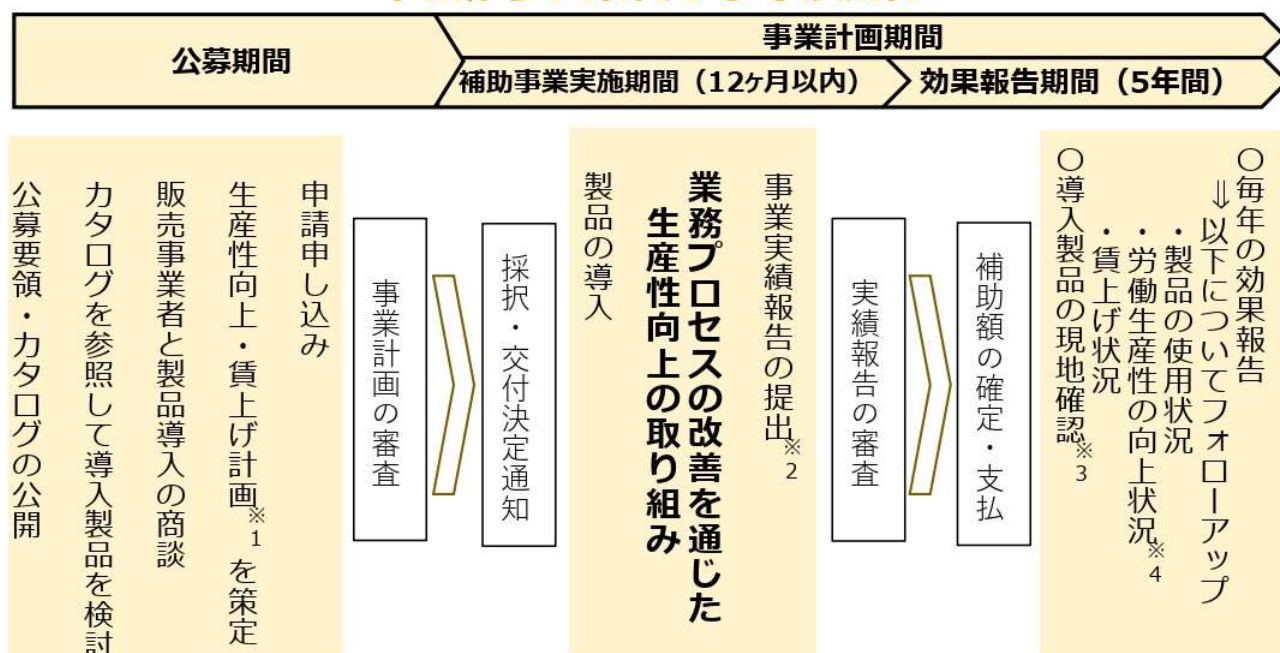 公募期間
事業計画期間
補助事業実施期間（12ヶ月以内）
効果報告期間（5年間）
公募要領・カタログの公開
カタログを参照して導入製品を検討
販売事業者と製品導入の商談
生産性向上・賃上げ計画※1を策定
申請申し込み
事業計画の審査
採択・交付決定通知
製品の導入
業務プロセスの改善を通じた
生産性向上の取り組み
事業実績報告の提出※2
実績報告の審査
補助額の確定・支払
〇毎年の効果報告
⇓以下についてフォローアップ
・製品の使用状況
・労働生産性の向上状況※4
・賃上げ状況
〇導入製品の現地確認※3